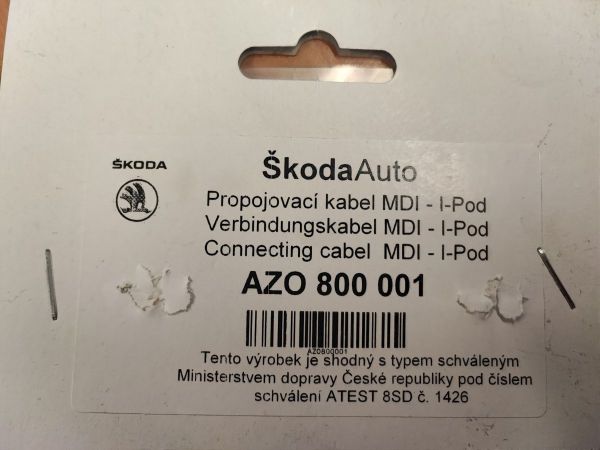 ŠKODA
ŠkodaAuto
Propojovací kabel MDI - I-Pod
Verbindungskabel MDI - I-Pod
Connecting cabel MDI - I-Pod
AZO 800 001
AZ0800001
Tento výrobek je shodný s typem schváleným
Ministerstvem dopravy České republiky pod číslem
schválení ATEST 8SD č. 1426